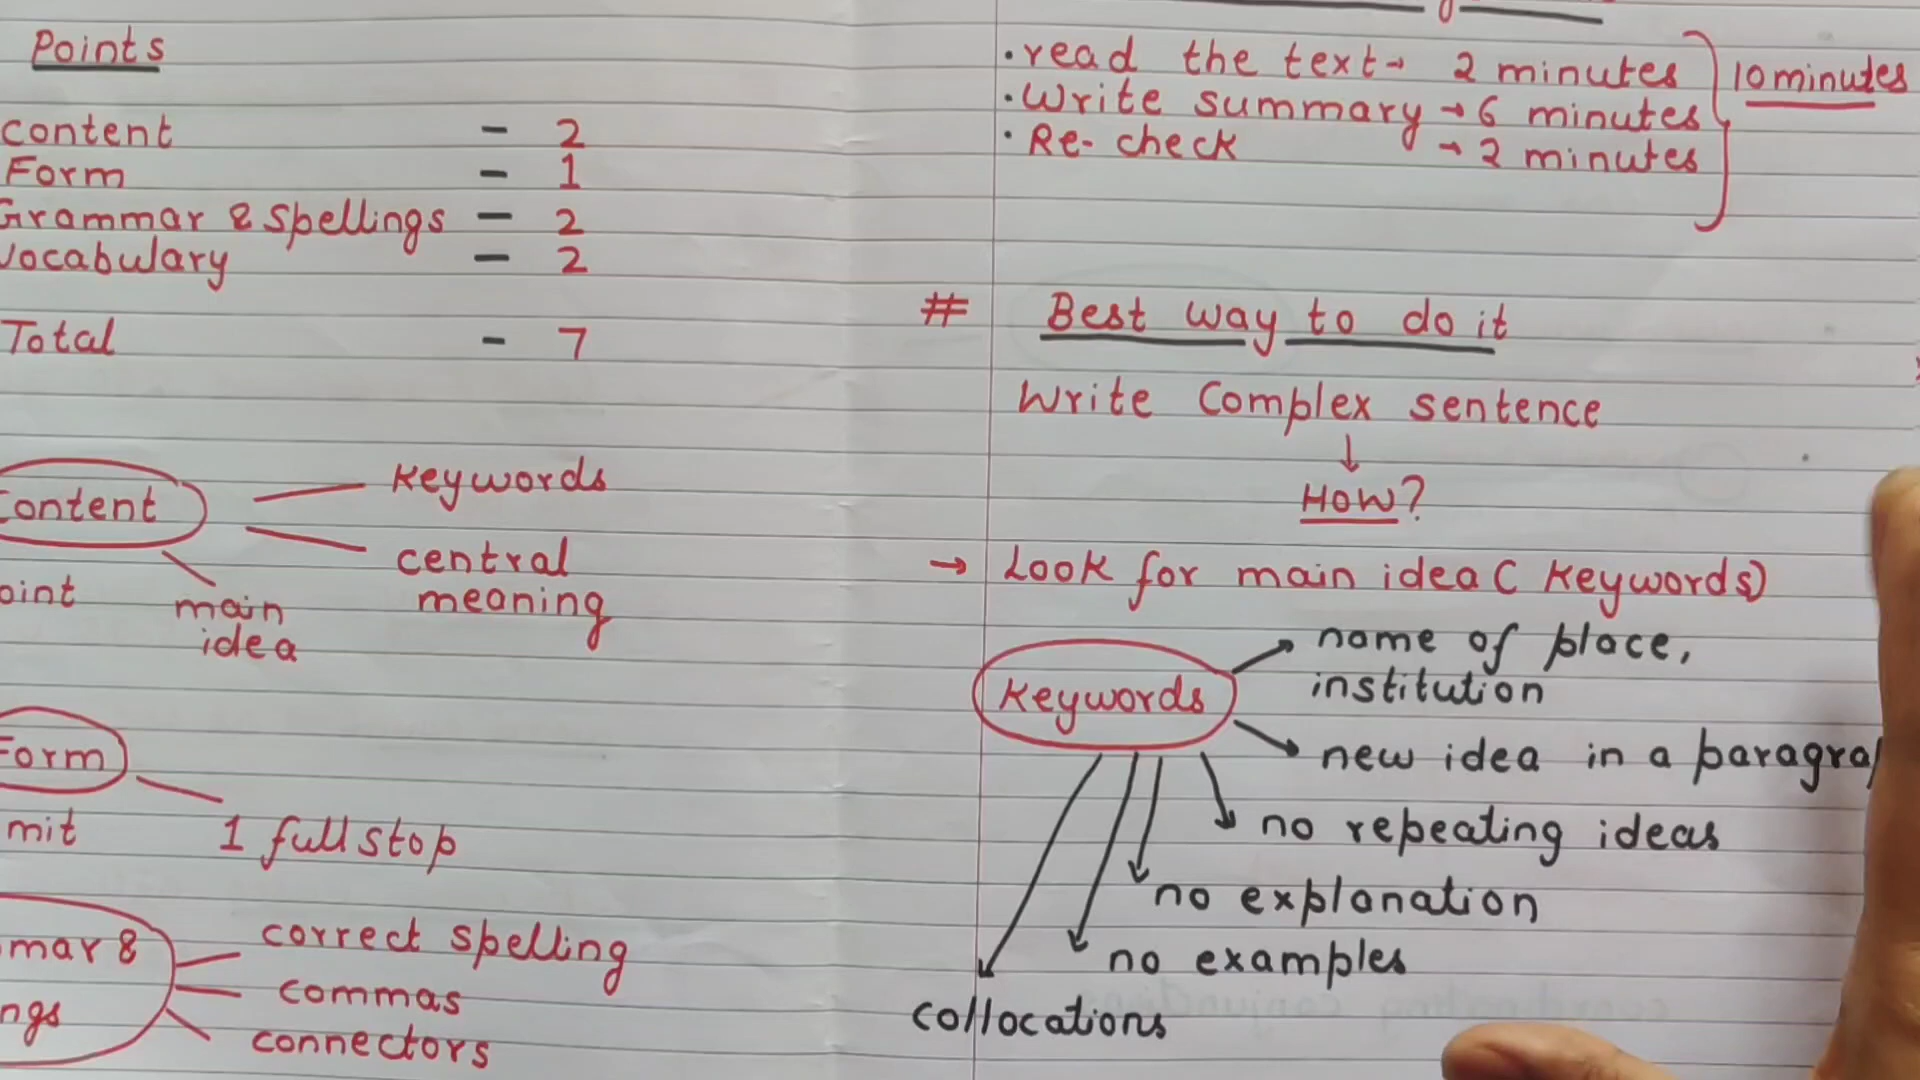 Points
content - 2
Form - 1
Grammar & Spellings - 2
Vocabulary - 2
Total - 7
Content
Keywords
central
meaning
main
idea
oint
Form
mit
1 full stop
mar &
ngs
correct spelling
commas
connectors
• read the text → 2 minutes
• Write summary → 6 minutes
• Re-check → 2 minutes
10 minutes
# Best way to do it
Write Complex sentence
↓
HOW?
→ Look for main idea ( Keywords)
Keywords
name of place,
institution
new idea in a paragra
no repeating ideas
no explanation
no examples
collocations